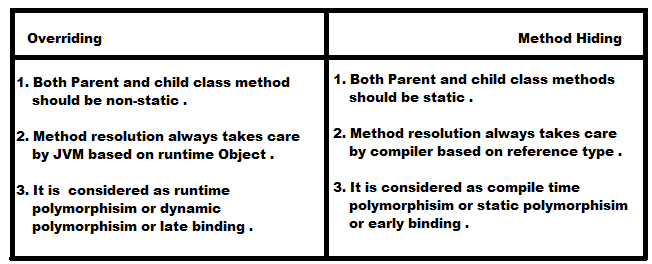 Overriding
Method Hiding
1. Both Parent and child class method
should be non-static .
2. Method resolution always takes care
by JVM based on runtime Object .
3. It is considered as runtime
polymorphisim or dynamic
polymorphisim or late binding .
1. Both Parent and child class methods
should be static .
2. Method resolution always takes care
by compiler based on reference type .
3. It is considered as compile time
polymorphisim or static polymorphisim
or early binding .